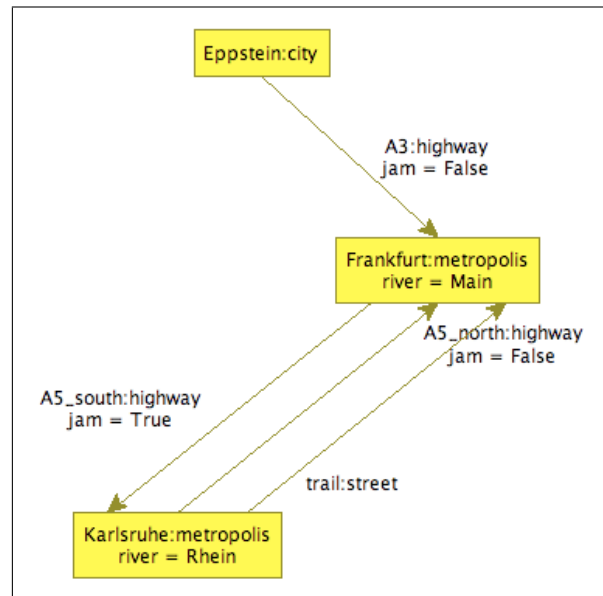 Eppstein:city
A3:highway
jam = False
Frankfurt:metropolis
river = Main
A5_north:highway
jam = False
A5_south:highway
jam = True
trail:street
Karlsruhe:metropolis
river = Rhein